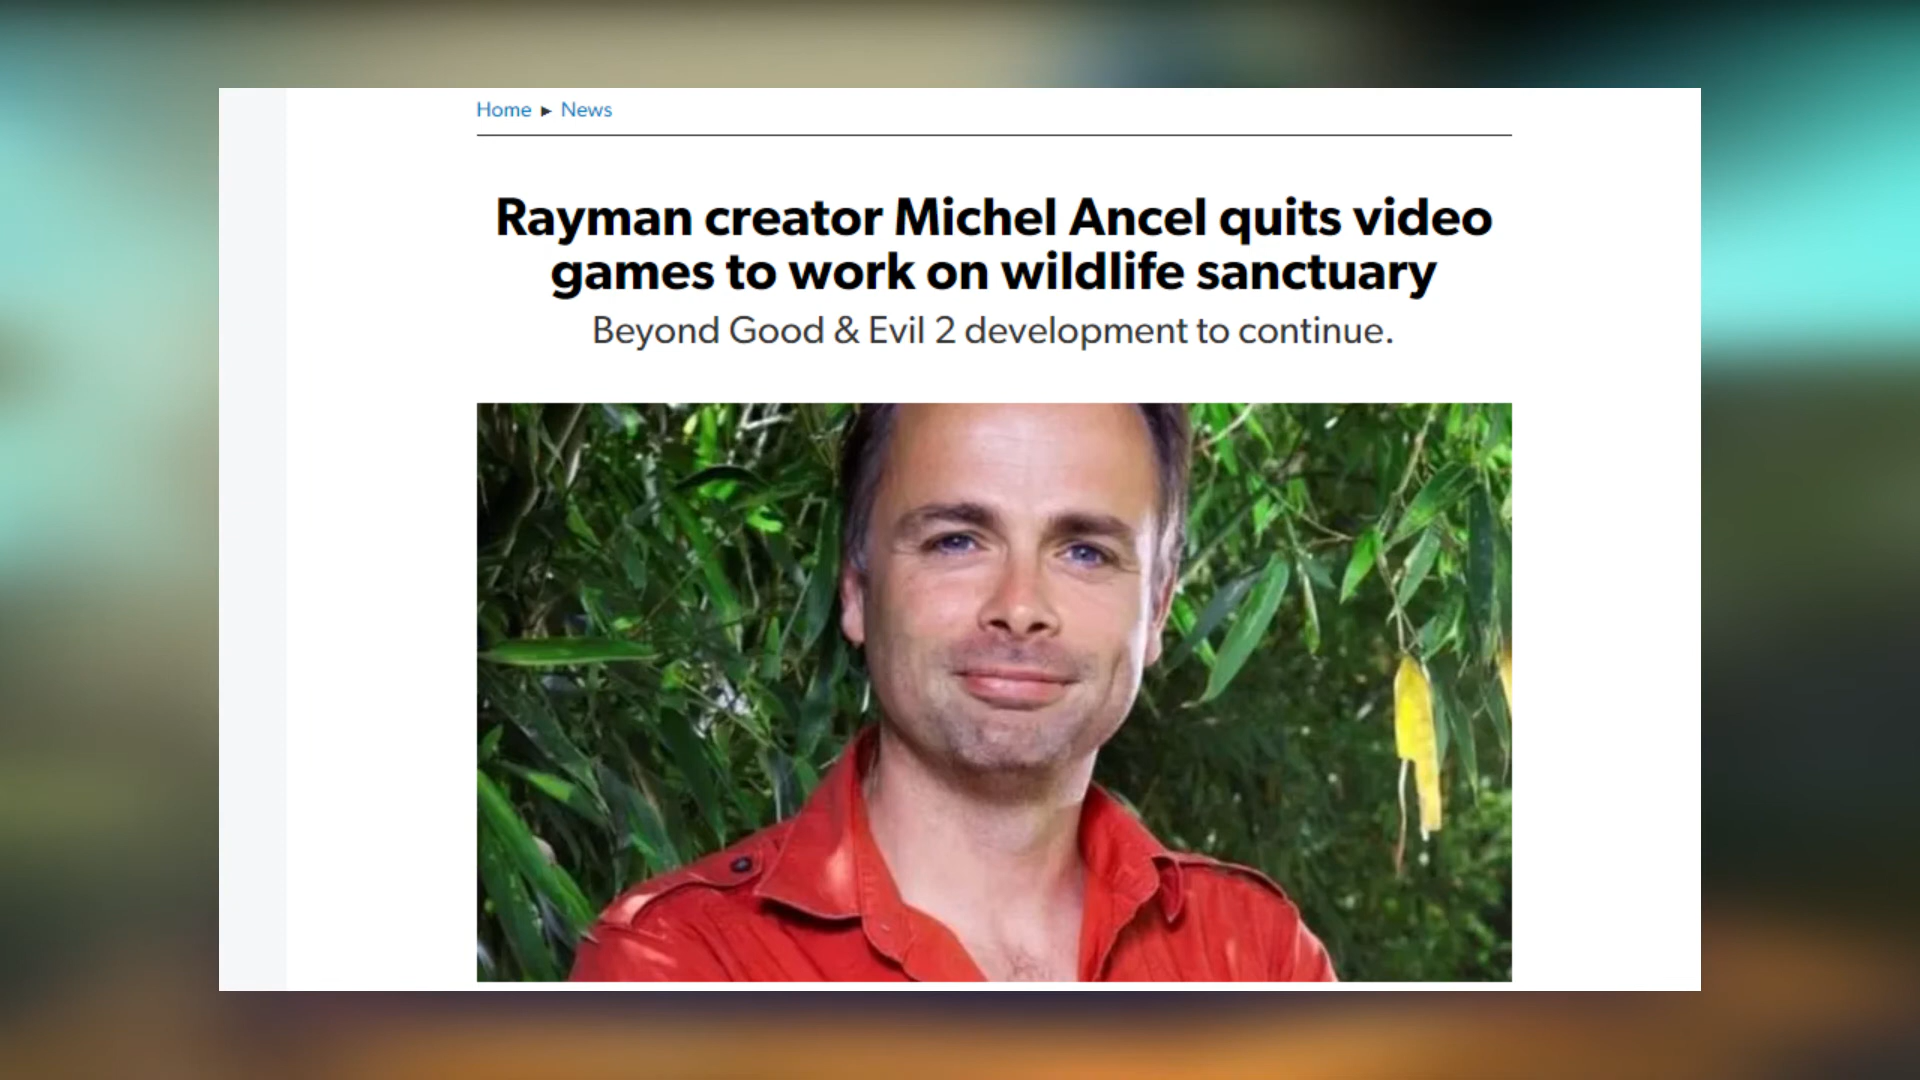 Home ► News
Rayman creator Michel Ancel quits video
games to work on wildlife sanctuary
Beyond Good & Evil 2 development to continue.